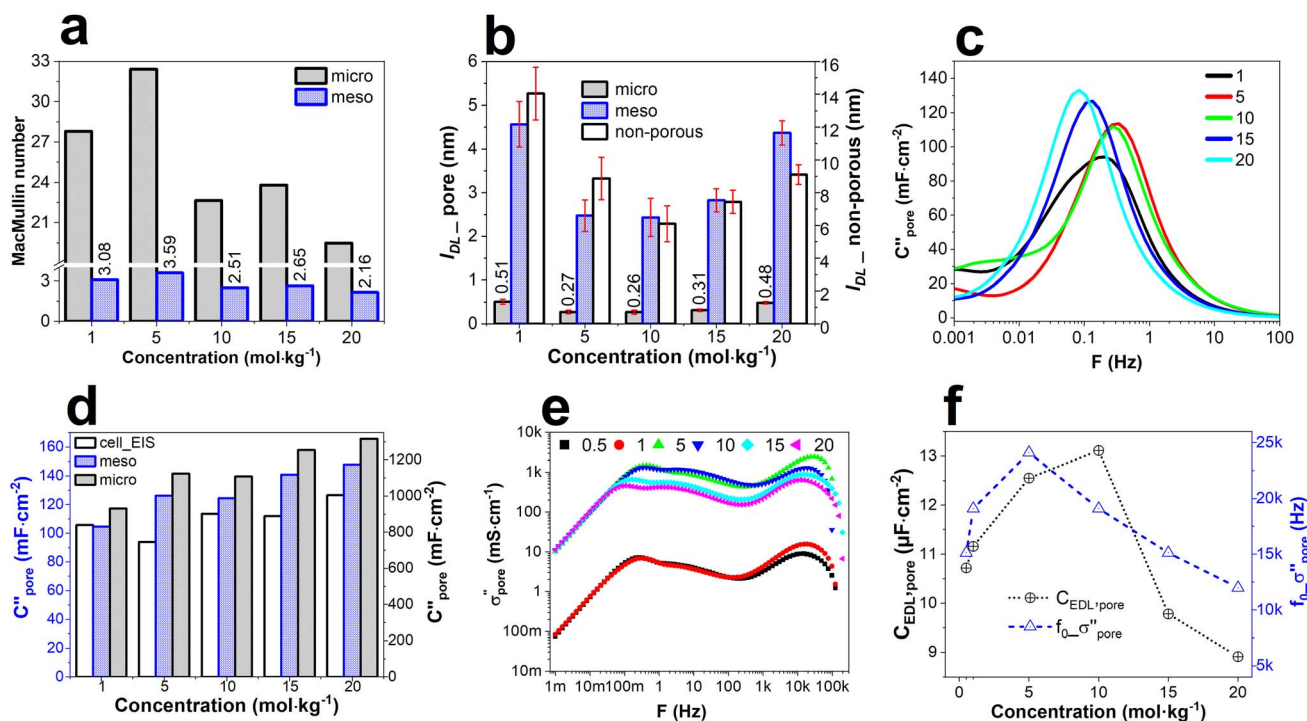 a
MacMullin number
33
30
27
24
21
3
0
micro
meso
3.08
3.59
2.51
2.65
2.16
1
5
10
15
20
Concentration (mol·kg⁻¹)
b
l_DL_ pore (nm)
6
5
4
3
2
1
0
micro
meso
non-porous
0.51
0.27
0.26
0.31
0.48
16
14
12
10
8
6
4
2
0
l_DL_ non-porous (nm)
1
5
10
15
20
Concentration (mol·kg⁻¹)
c
C"pore (mF·cm⁻²)
140
120
100
80
60
40
20
0
1
5
10
15
20
0.001
0.01
0.1
1
10
100
F (Hz)
d
C"pore (mF·cm⁻²)
160
140
120
100
80
60
40
20
0
cell_EIS
meso
micro
1200
1000
800
600
400
200
0
C"pore (mF·cm⁻²)
1
5
10
15
20
Concentration (mol·kg⁻¹)
e
σ"pore (mS·cm⁻¹)
10k
1k
100
10
1
100m
10m
0.5
1
5
10
15
20
1m
10m
100m
1
10
100
1k
10k
100k
F (Hz)
f
C_EDL,pore (µF·cm⁻²)
13
12
11
10
9
C_EDL,pore
f₀_σ"pore
25k
20k
15k
10k
5k
f₀_σ"pore (Hz)
0
5
10
15
20
Concentration (mol·kg⁻¹)